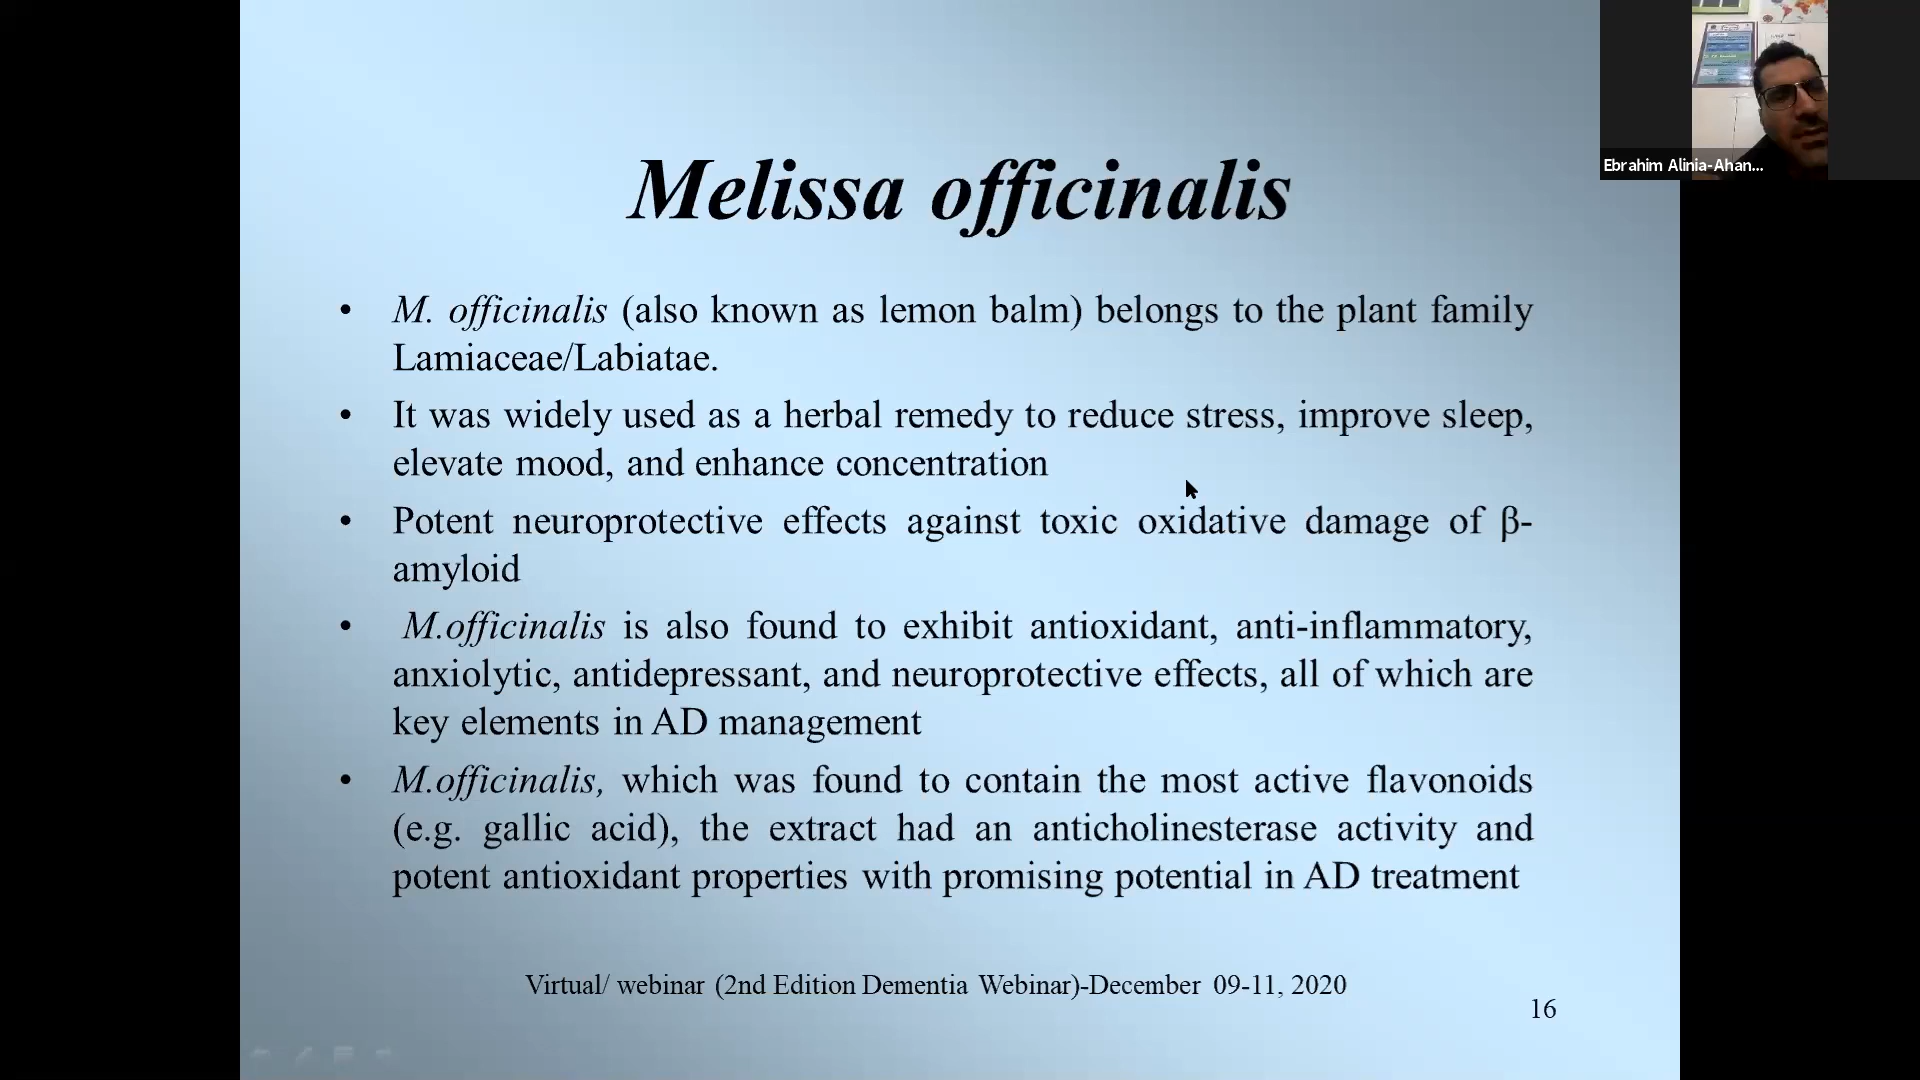 Melissa officinalis
• M. officinalis (also known as lemon balm) belongs to the plant family
Lamiaceae/Labiatae.
• It was widely used as a herbal remedy to reduce stress, improve sleep,
elevate mood, and enhance concentration
• Potent neuroprotective effects against toxic oxidative damage of β-
amyloid
• M.officinalis is also found to exhibit antioxidant, anti-inflammatory,
anxiolytic, antidepressant, and neuroprotective effects, all of which are
key elements in AD management
• M.officinalis, which was found to contain the most active flavonoids
(e.g. gallic acid), the extract had an anticholinesterase activity and
potent antioxidant properties with promising potential in AD treatment
Virtual/ webinar (2nd Edition Dementia Webinar)-December 09-11, 2020
16
Ebrahim Alinia-Ahan...